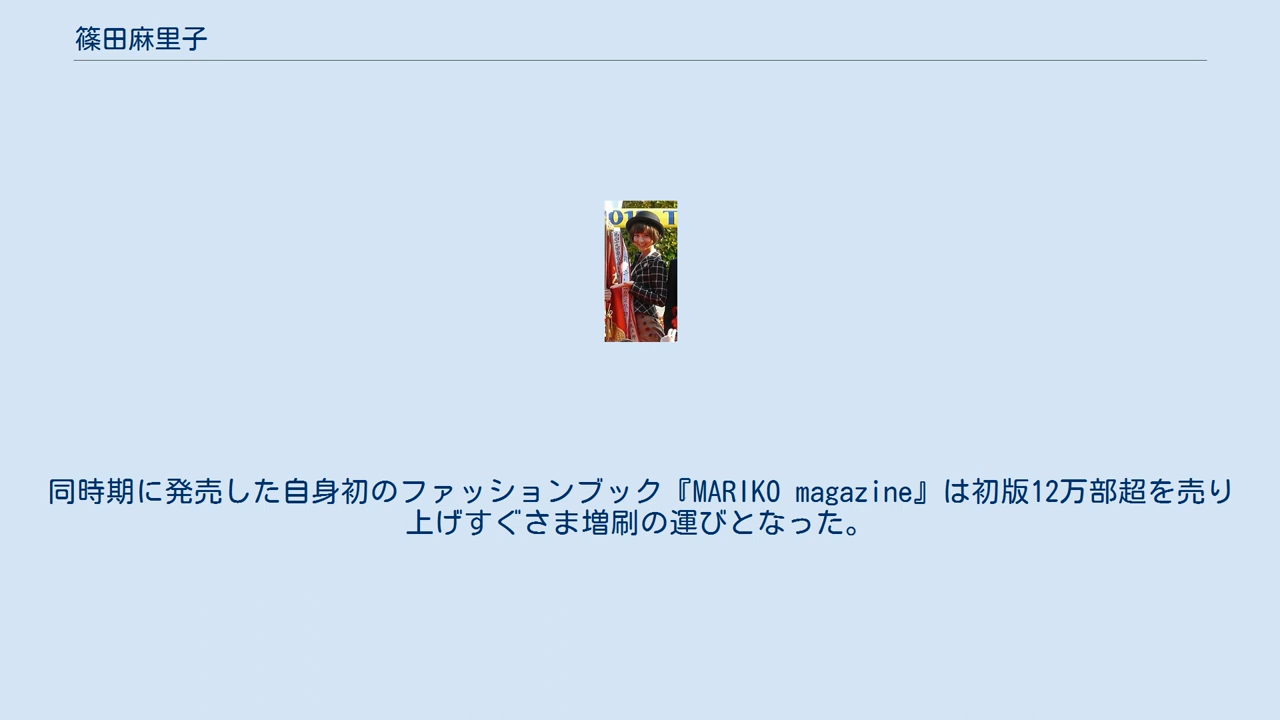 篠田麻里子
同時期に発売した自身初のファッションブック『MARIKO magazine』は初版12万部超を売り
上げすぐさま増刷の運びとなった。